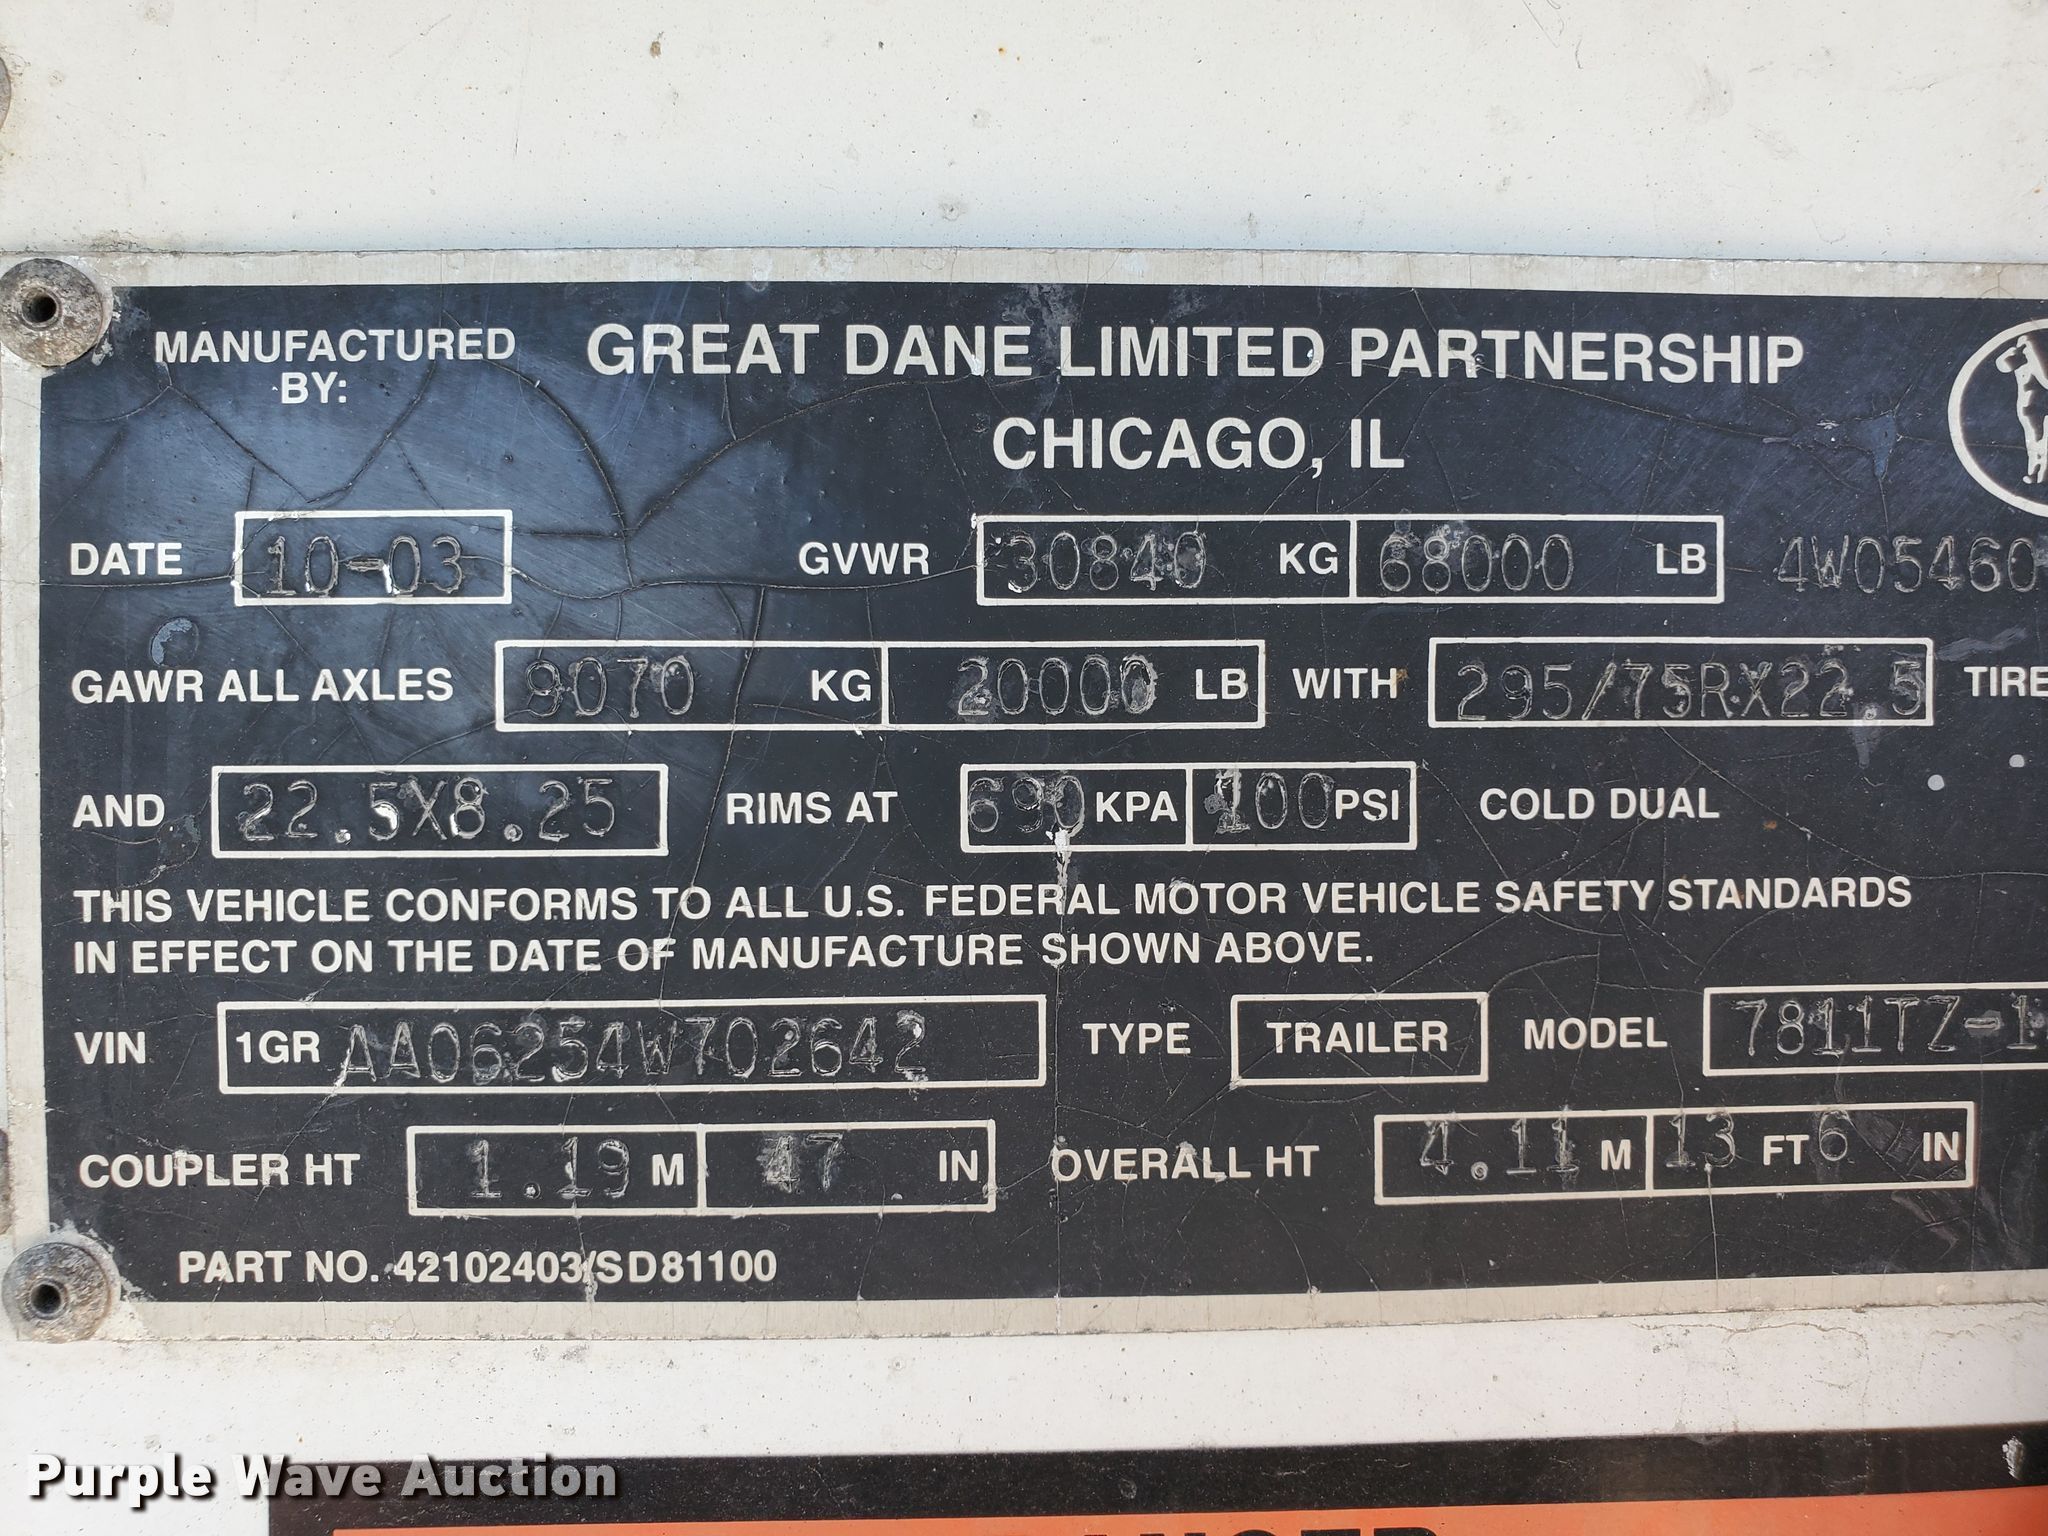 MANUFACTURED BY: GREAT DANE LIMITED PARTNERSHIP
CHICAGO, IL
DATE 10-03 GVWR 30840 KG 68000 LB 4W05460
GAWR ALL AXLES 9070 KG 20000 LB WITH 295/75RX22.5 TIRE
AND 22.5X8.25 RIMS AT 690 KPA 100 PSI COLD DUAL
THIS VEHICLE CONFORMS TO ALL U.S. FEDERAL MOTOR VEHICLE SAFETY STANDARDS
IN EFFECT ON THE DATE OF MANUFACTURE SHOWN ABOVE.
VIN 1GR AA06254W702642 TYPE TRAILER MODEL 7811TZ-1
COUPLER HT 1.19 M 47 IN OVERALL HT 4.11 M 13 FT 6 IN
PART NO. 42102403/SD81100
Purple Wave Auction